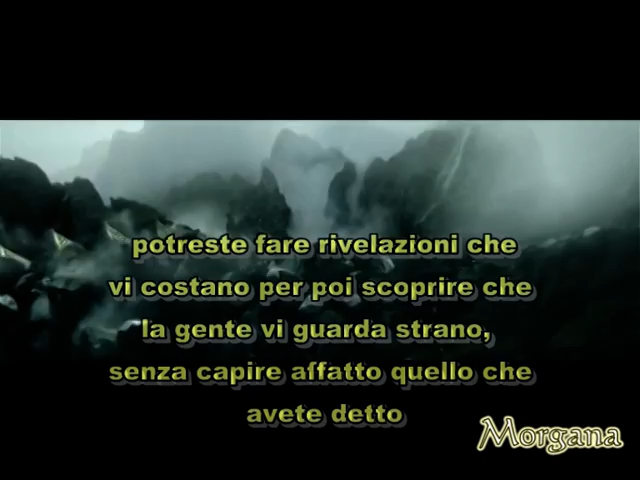 potreste fare rivelazioni che
vi costano per poi scoprire che
la gente vi guarda strano,
senza capire affatto quello che
avete detto
Morgana